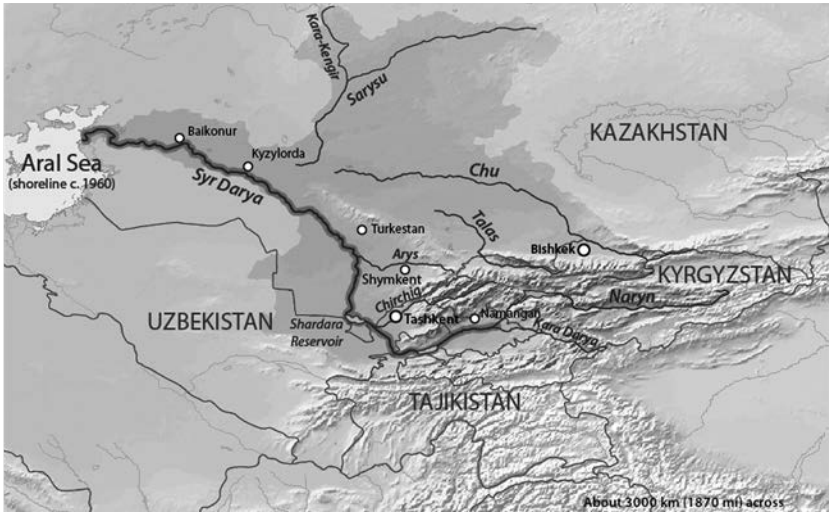 Kara-Kengir
Sarysu
Baikonur
KAZAKHSTAN
Aral Sea
(shoreline c. 1960)
Kyzylorda
Syr Darya
Chu
Talas
Turkestan
Bishkek
Arys
Shymkent
KYRGYZSTAN
Chirchig
Naryn
UZBEKISTAN
Shardara
Reservoir
Tashkent
Namangan
Kara Darya
TAJIKISTAN
About 3000 km (1870 mi) across